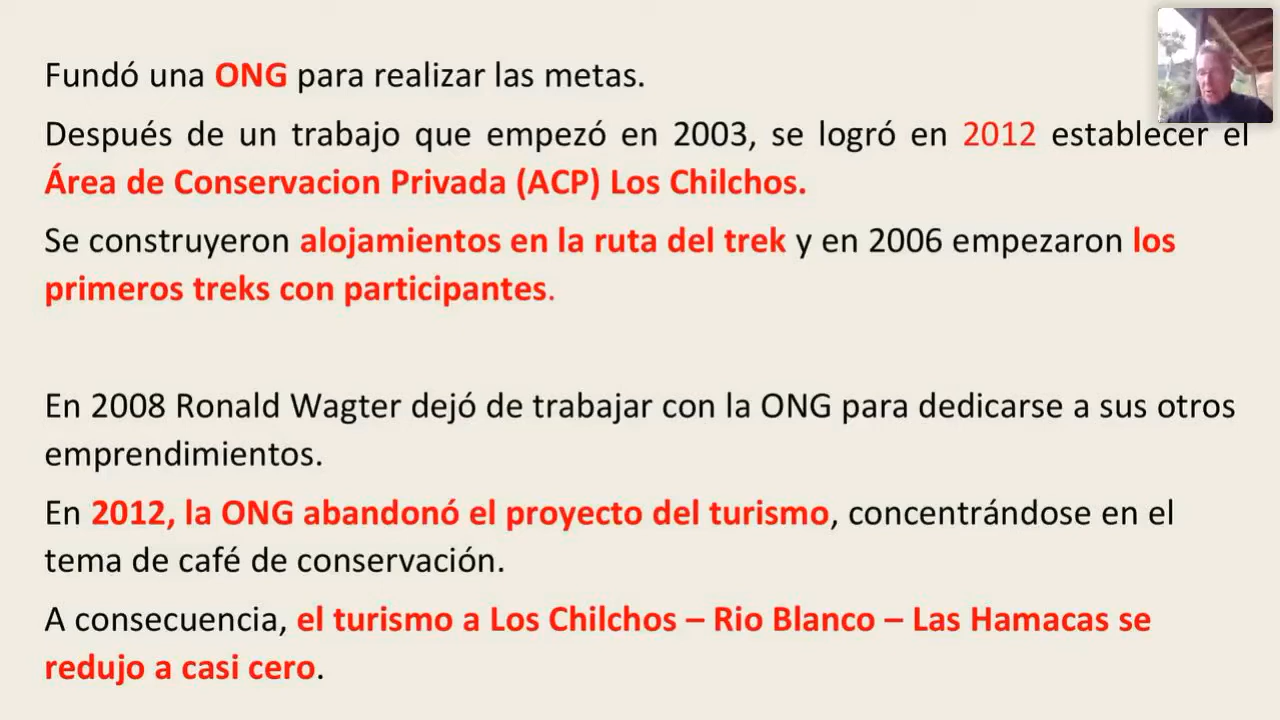 Fundó una ONG para realizar las metas.
Después de un trabajo que empezó en 2003, se logró en 2012 establecer el
Área de Conservacion Privada (ACP) Los Chilchos.
Se construyeron alojamientos en la ruta del trek y en 2006 empezaron los
primeros treks con participantes.
En 2008 Ronald Wagter dejó de trabajar con la ONG para dedicarse a sus otros
emprendimientos.
En 2012, la ONG abandonó el proyecto del turismo, concentrándose en el
tema de café de conservación.
A consecuencia, el turismo a Los Chilchos – Rio Blanco – Las Hamacas se
redujo a casi cero.